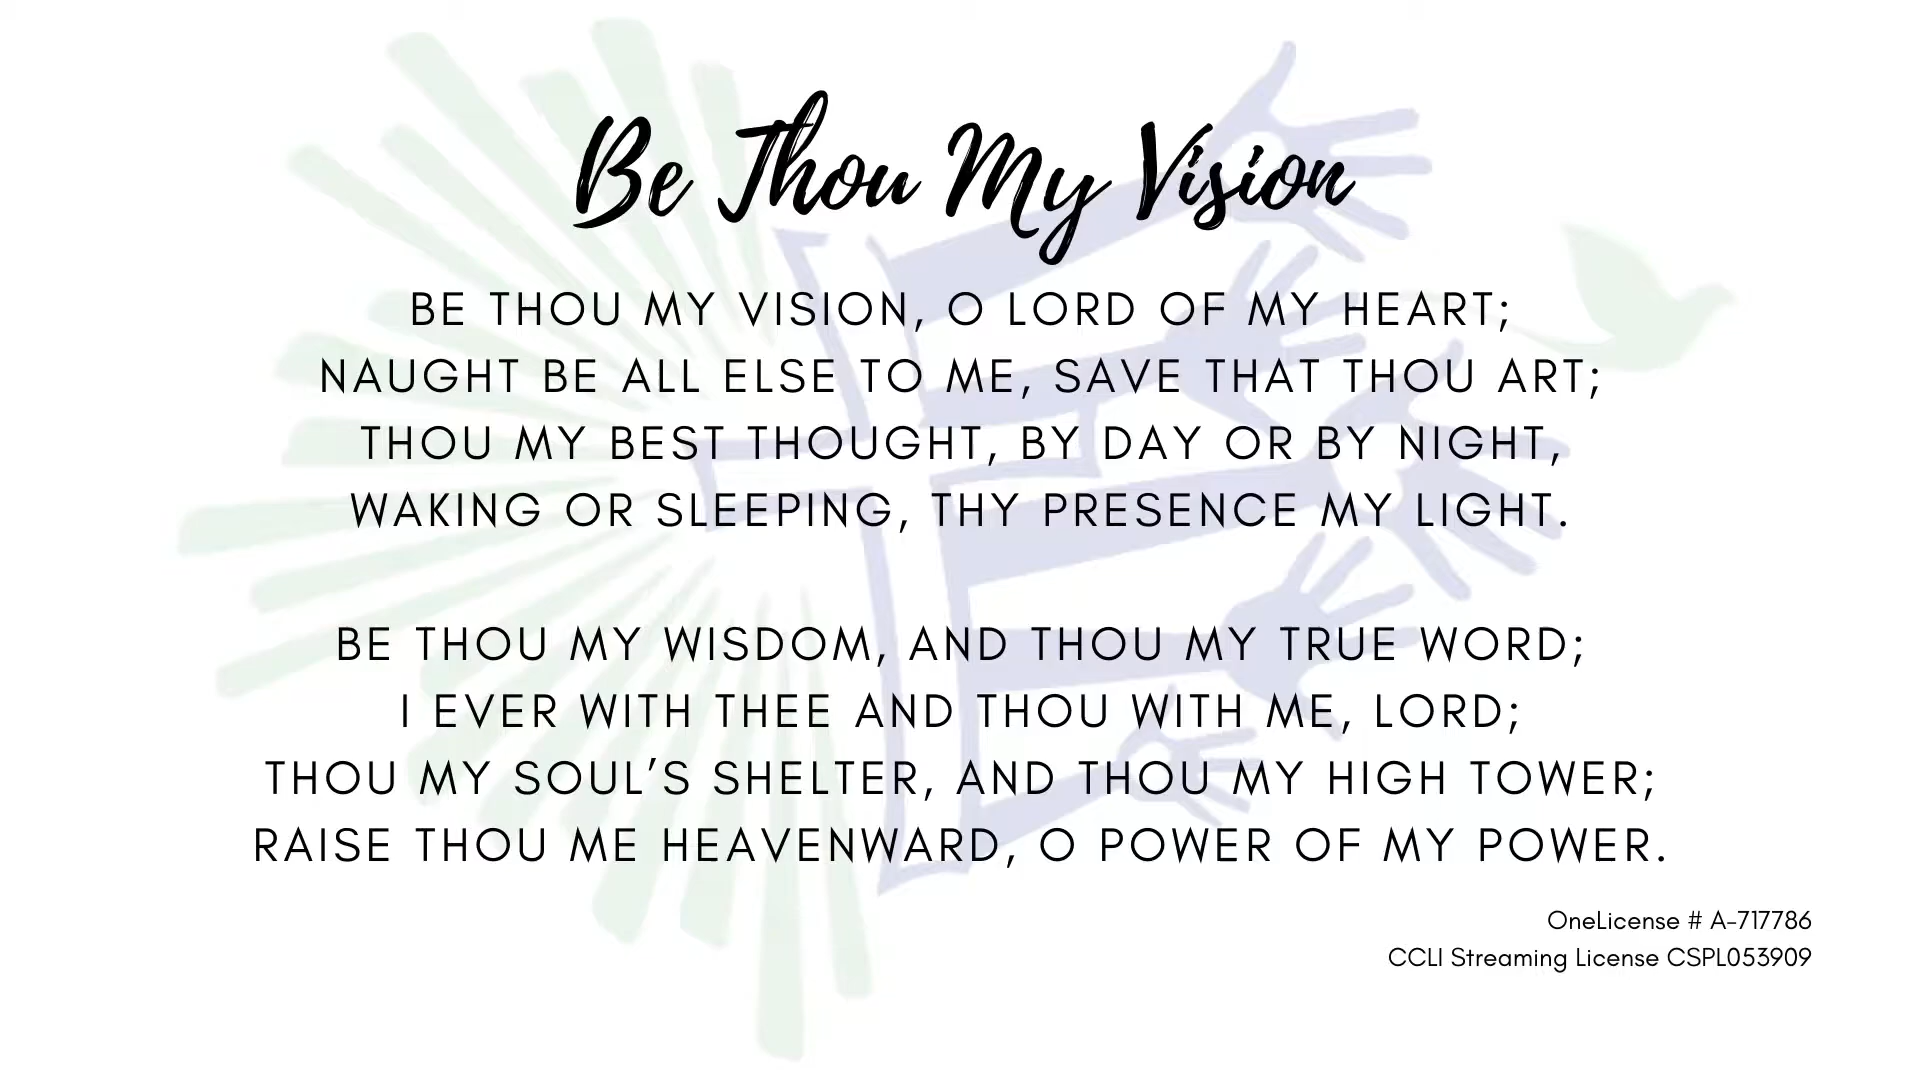 Be Thou My Vision
BE THOU MY VISION, O LORD OF MY HEART;
NAUGHT BE ALL ELSE TO ME, SAVE THAT THOU ART;
THOU MY BEST THOUGHT, BY DAY OR BY NIGHT,
WAKING OR SLEEPING, THY PRESENCE MY LIGHT.
BE THOU MY WISDOM, AND THOU MY TRUE WORD;
I EVER WITH THEE AND THOU WITH ME, LORD;
THOU MY SOUL’S SHELTER, AND THOU MY HIGH TOWER;
RAISE THOU ME HEAVENWARD, O POWER OF MY POWER.
OneLicense # A-717786
CCLI Streaming License CSPL053909